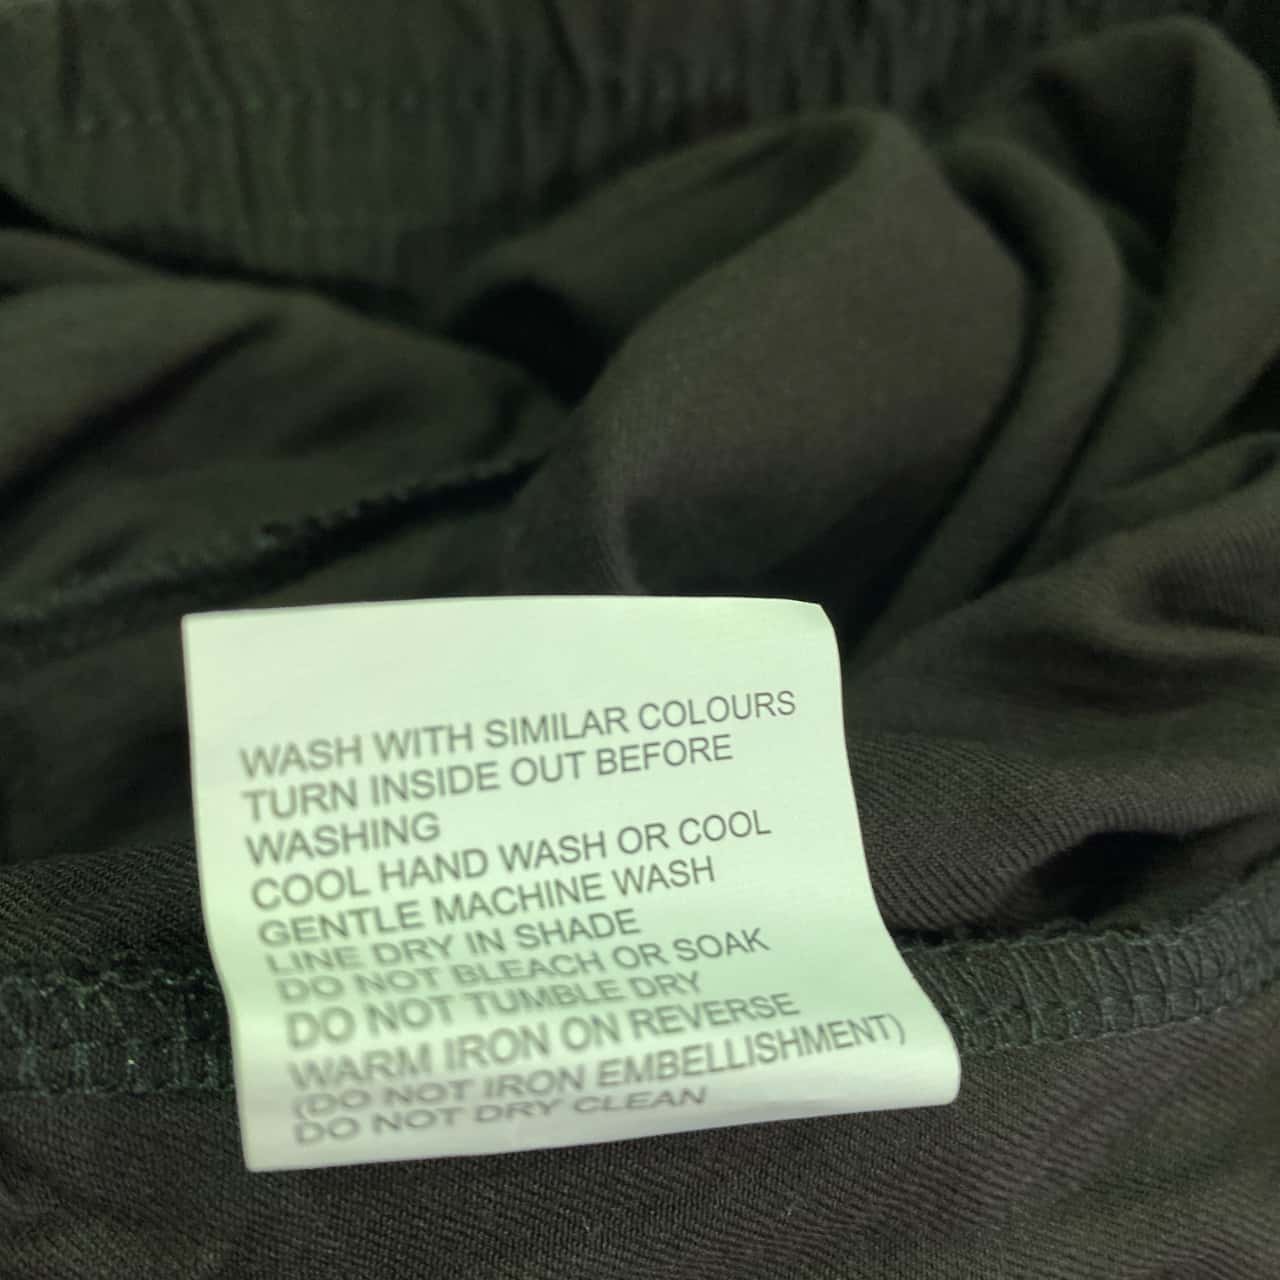 WASH WITH SIMILAR COLOURS
TURN INSIDE OUT BEFORE
WASHING
COOL HAND WASH OR COOL
GENTLE MACHINE WASH
LINE DRY IN SHADE
DO NOT BLEACH OR SOAK
DO NOT TUMBLE DRY
WARM IRON ON REVERSE
(DO NOT IRON EMBELLISHMENT)
DO NOT DRY CLEAN